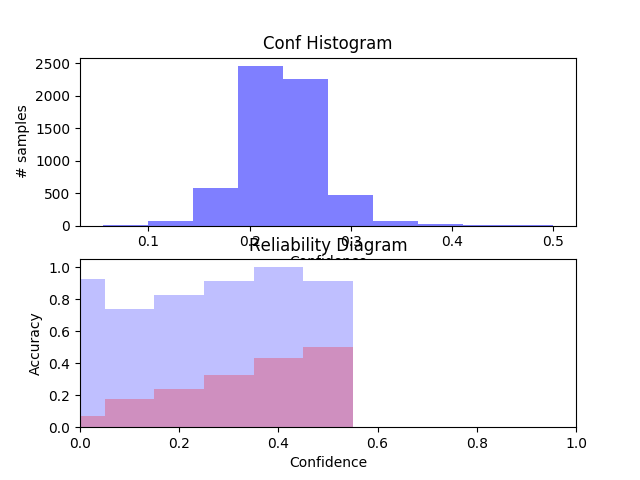 Conf Histogram
2500
2000
1500
1000
500
0
# samples
0.1 0.2 0.3 0.4 0.5
Confidence
Reliability Diagram
1.0
0.8
0.6
0.4
0.2
0.0
Accuracy
0.0 0.2 0.4 0.6 0.8 1.0
Confidence